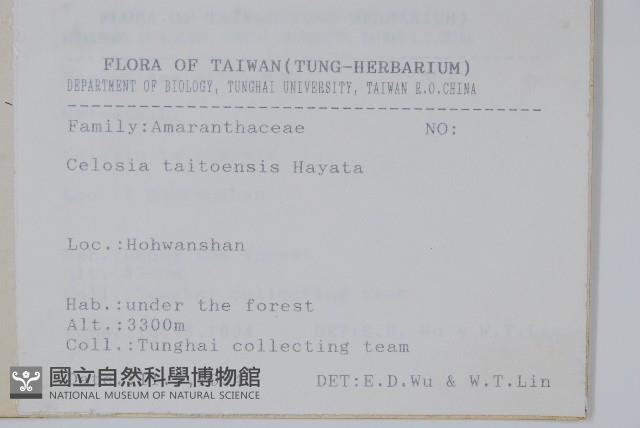 FLORA OF TAIWAN(TUNG-HERBARIUM)
DEPARTMENT OF BIOLOGY, TUNGHAI UNIVERSITY, TAIWAN R.O.CHINA
Family:Amaranthaceae NO:
Celosia taitoensis Hayata
Loc.:Hohwanshan
Hab.:under the forest
Alt.:3300m
Coll.:Tunghai collecting team
DET:E.D.Wu & W.T.Lin
國立自然科學博物館
NATIONAL MUSEUM OF NATURAL SCIENCE